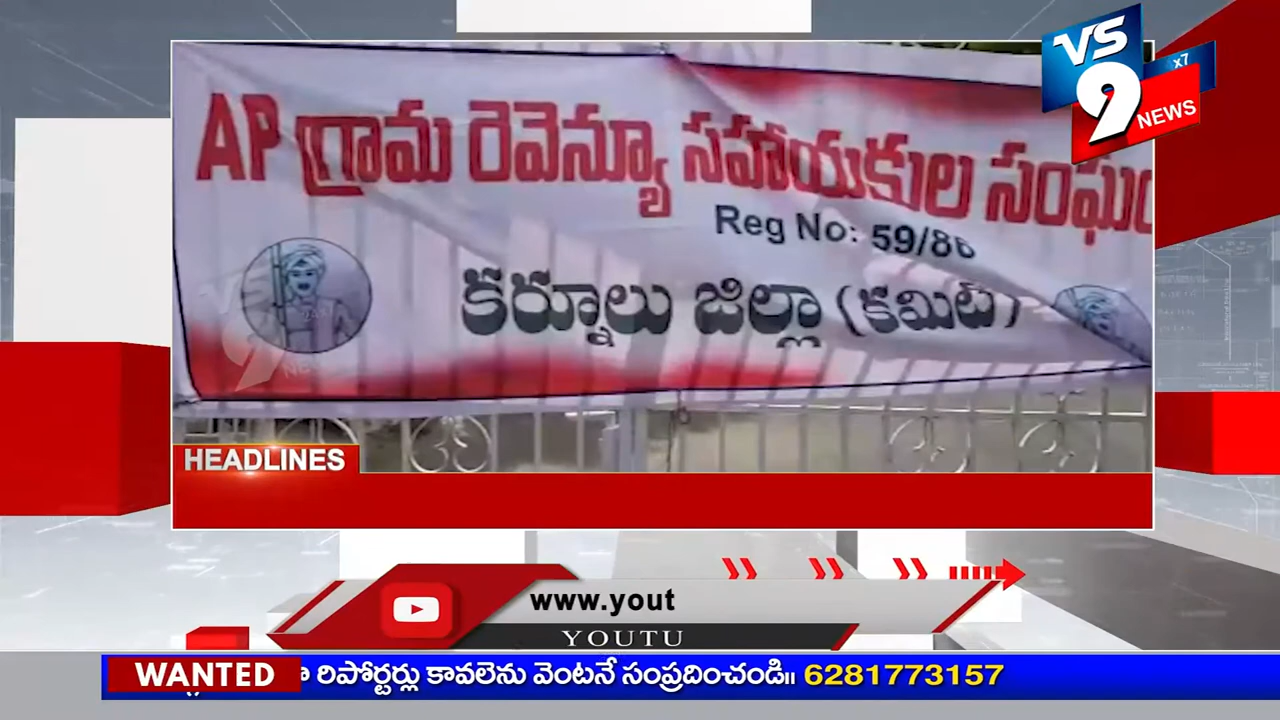 VS
9
x7
NEWS
AP గ్రామ రెవెన్యూ సహాయకుల సంఘం
Reg No: 59/86
కర్నూలు జిల్లా (కమిటి)
HEADLINES
www.yout
YOUTU
WANTED రిపోర్టర్లు కావలెను వెంటనే సంప్రదించండి॥ 6281773157